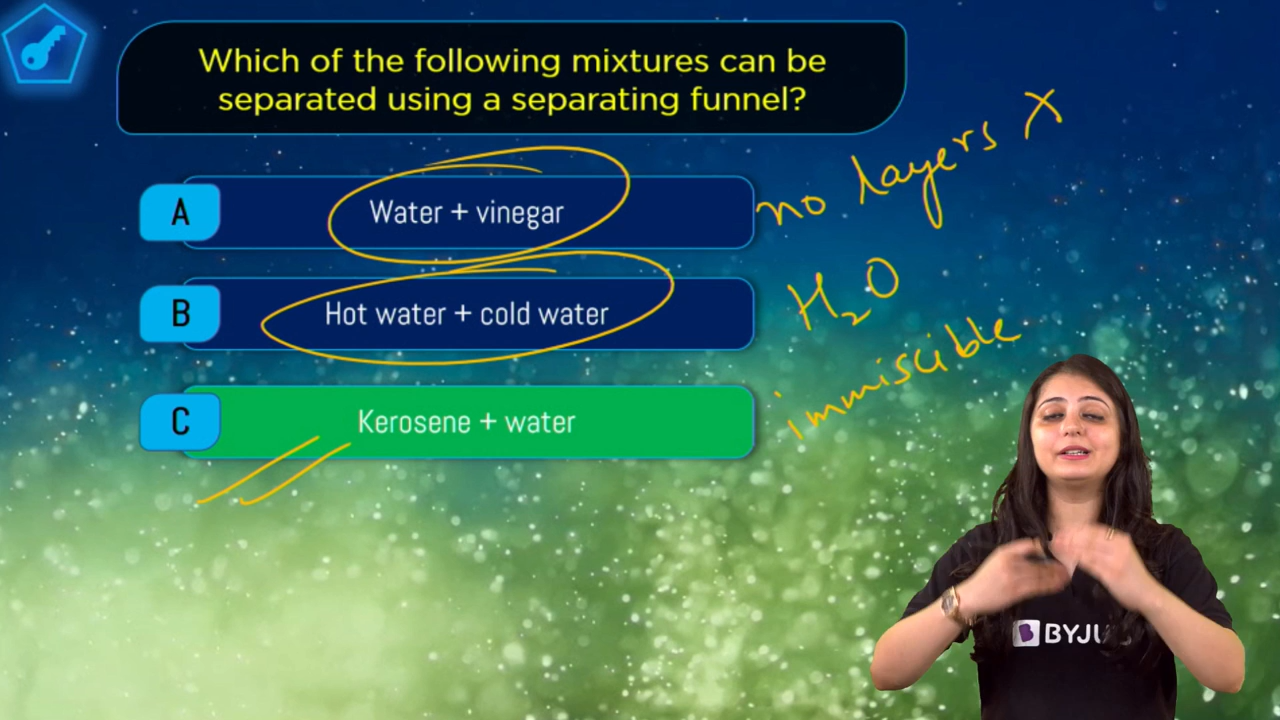 Which of the following mixtures can be
separated using a separating funnel?
A
Water + vinegar
no layers X
B
Hot water + cold water
H₂O
C
Kerosene + water
immiscible
BYJU